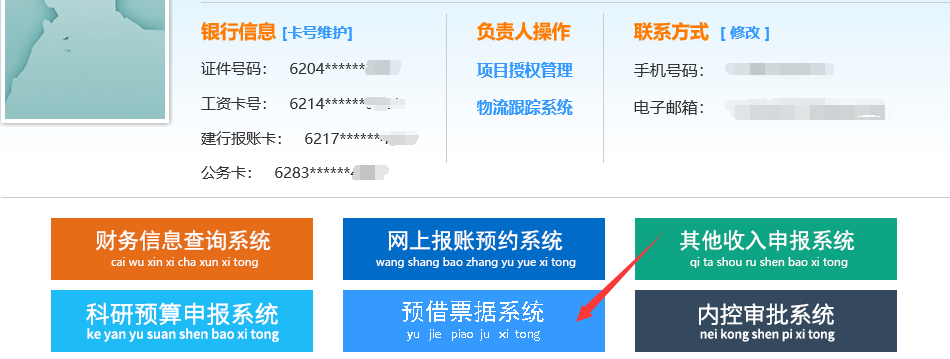 银行信息 [卡号维护]
证件号码： 6204******
工资卡号： 6214******
建行报账卡： 6217******
公务卡： 6283******
负责人操作
项目授权管理
物流跟踪系统
联系方式 [ 修改 ]
手机号码：
电子邮箱：
财务信息查询系统
cai wu xin xi cha xun xi tong
网上报账预约系统
wang shang bao zhang yu yue xi tong
其他收入申报系统
qi ta shou ru shen bao xi tong
科研预算申报系统
ke yan yu suan shen bao xi tong
预借票据系统
yu jie piao ju xi tong
内控审批系统
nei kong shen pi xi tong